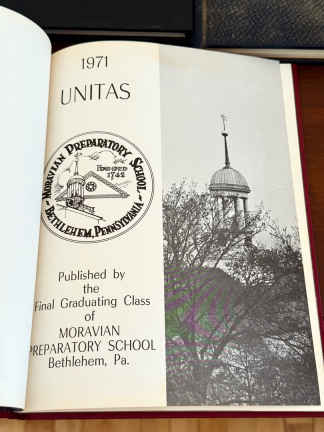 1971
UNITAS
MORAVIAN PREPARATORY SCHOOL
FOUNDED
1742
BETHLEHEM, PENNSYLVANIA
Published by
the
Final Graduating Class
of
MORAVIAN
PREPARATORY SCHOOL
Bethlehem, Pa.